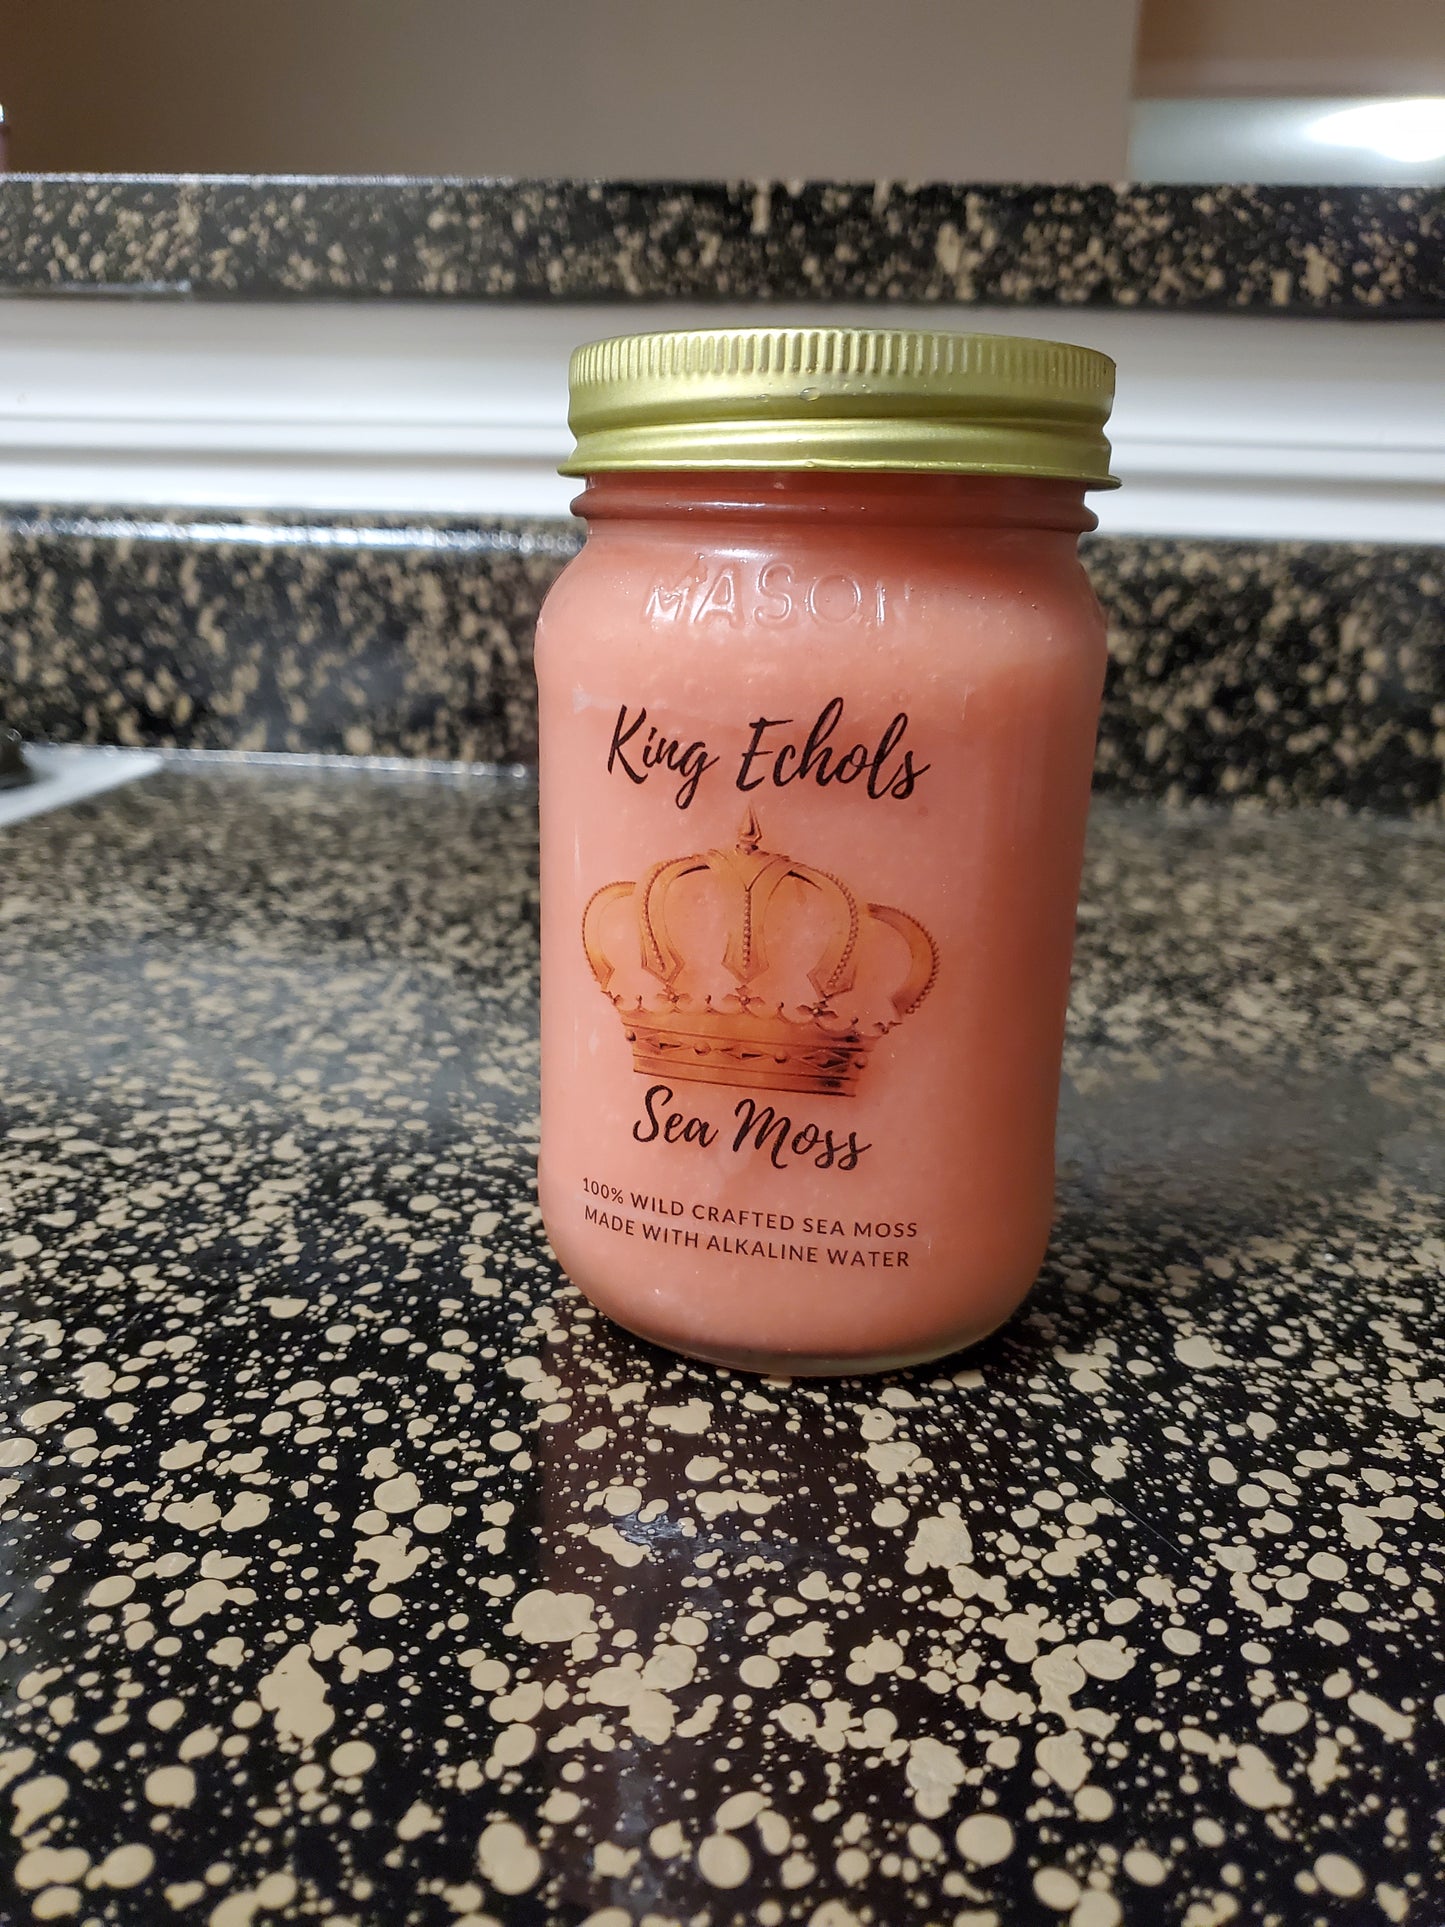 MASON
King Echols
Sea Moss
100% WILD CRAFTED SEA MOSS
MADE WITH ALKALINE WATER